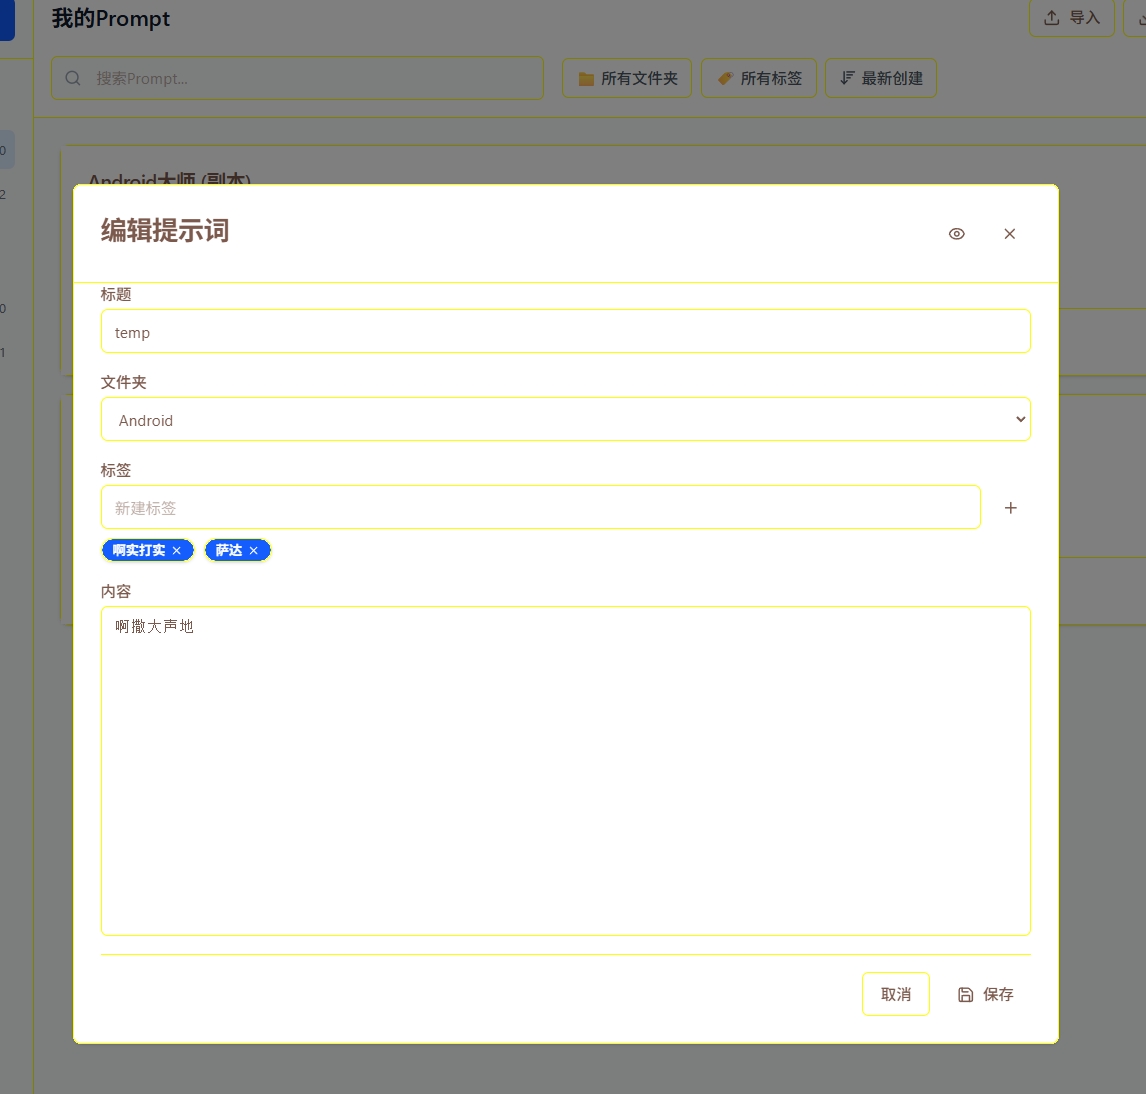 我的Prompt
导入
搜索Prompt...
所有文件夹
所有标签
最新创建
0
2
0
1
Android大师 (副本)
编辑提示词
标题
temp
文件夹
Android
标签
新建标签
啊实打实
萨达
内容
啊撒大声地
取消
保存